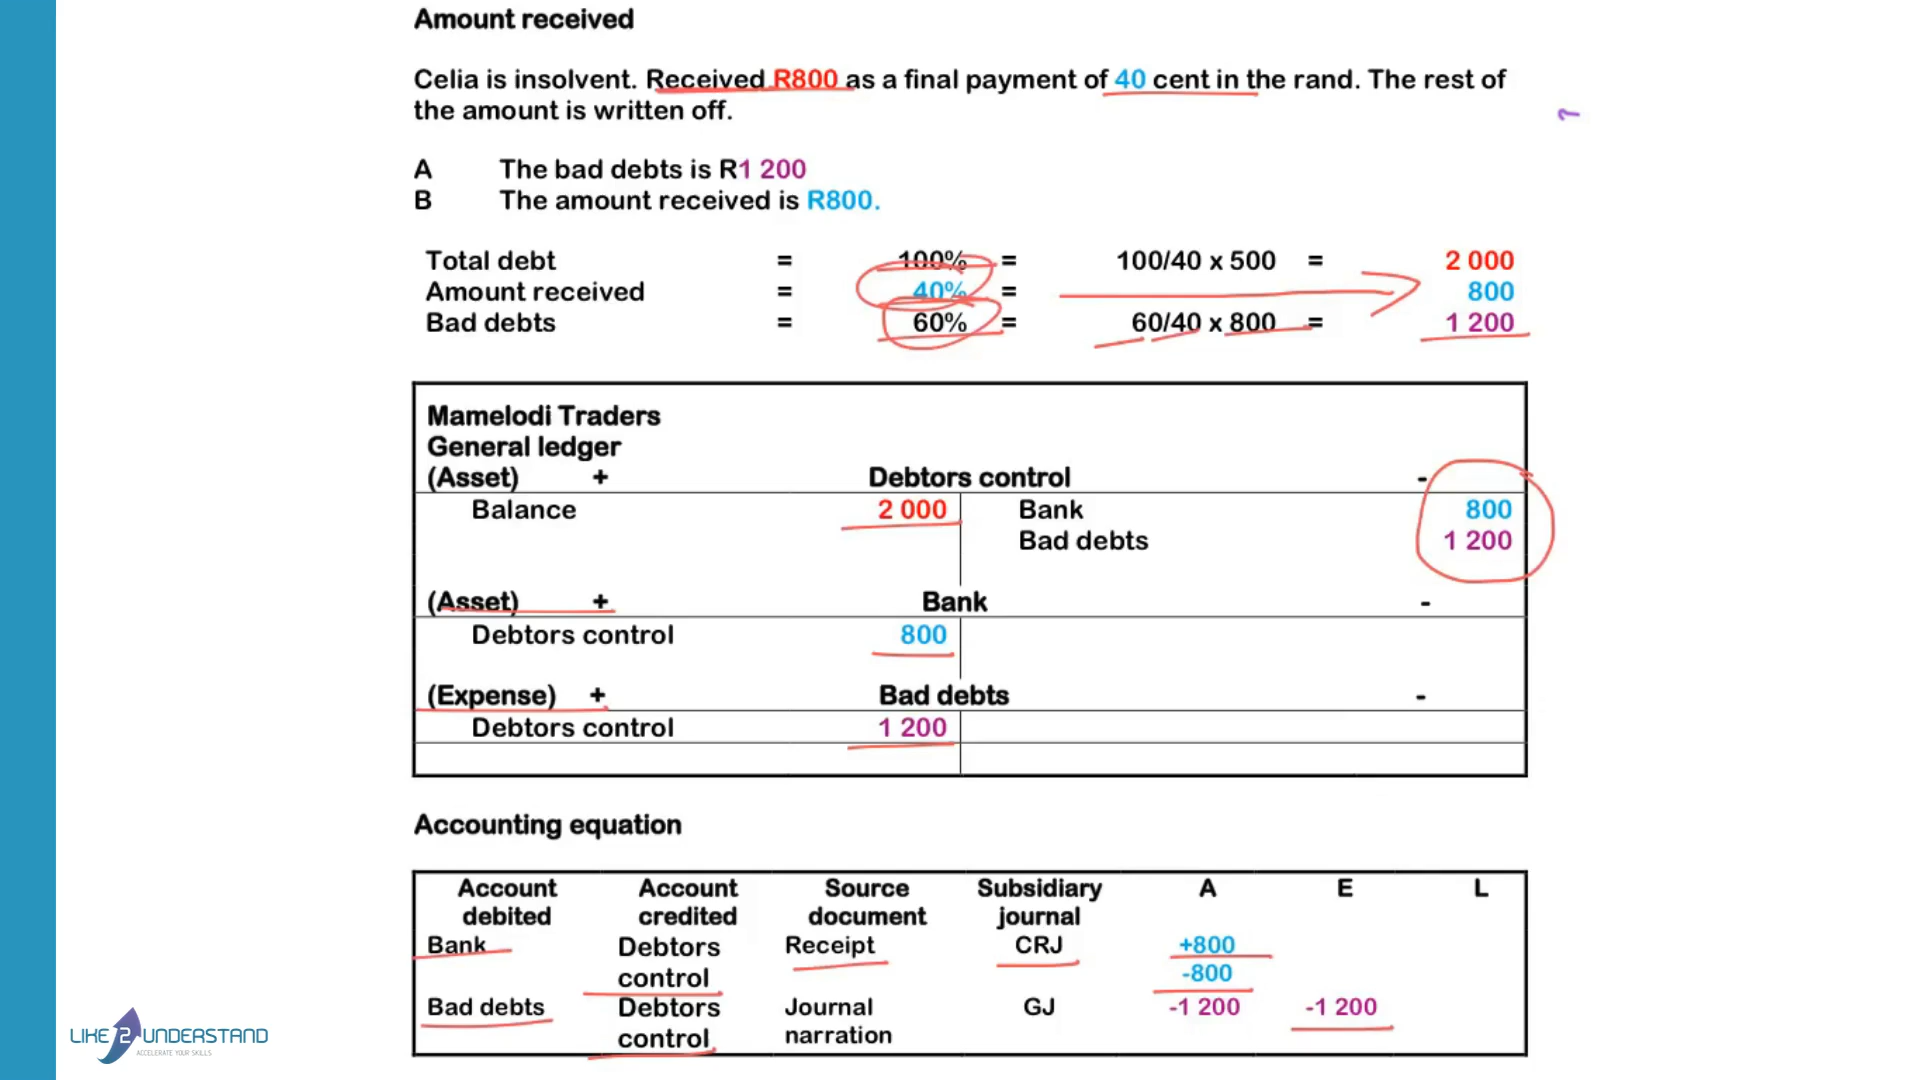 Amount received
Celia is insolvent. Received R800 as a final payment of 40 cent in the rand. The rest of
the amount is written off.
A The bad debts is R1 200
B The amount received is R800.
Total debt = 100% = 100/40 x 500 = 2 000
Amount received = 40% = 800
Bad debts = 60% = 60/40 x 800 = 1 200
Mamelodi Traders
General ledger
(Asset) + Debtors control -
Balance 2 000 Bank 800
Bad debts 1 200
(Asset) + Bank -
Debtors control 800
(Expense) + Bad debts -
Debtors control 1 200
Accounting equation
Account Account Source Subsidiary A E L
debited credited document journal
Bank Debtors Receipt CRJ +800
control -800
Bad debts Debtors Journal GJ -1 200 -1 200
control narration
LIKE 2 UNDERSTAND
ACCELERATE YOUR SKILLS